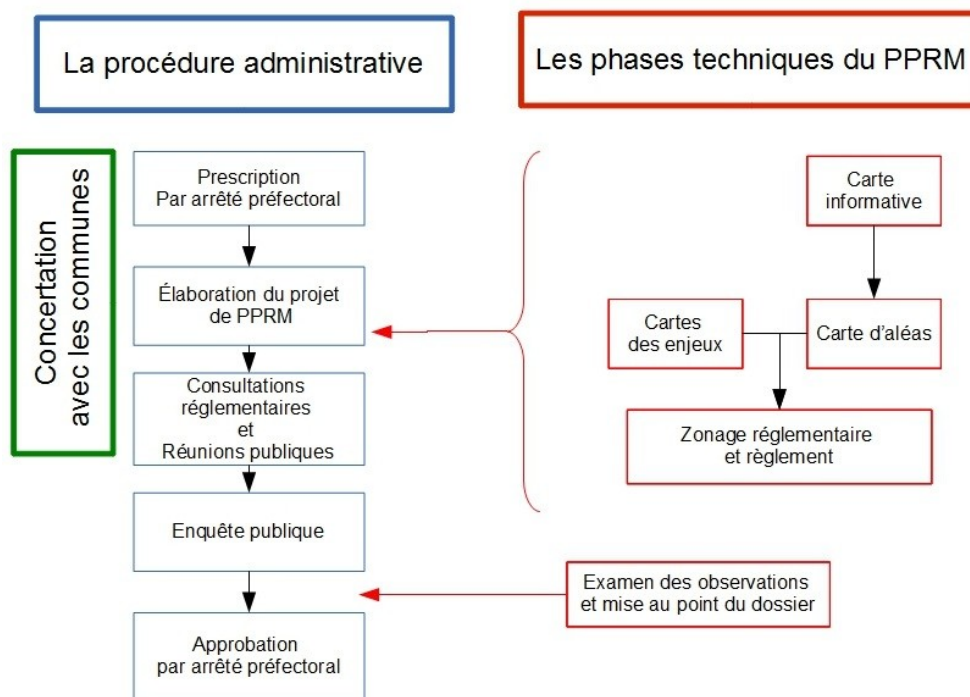 La procédure administrative
Les phases techniques du PPRM
Concertation
avec les communes
Prescription
Par arrêté préfectoral
Élaboration du projet
de PPRM
Consultations
réglementaires
et
Réunions publiques
Enquête publique
Approbation
par arrêté préfectoral
Carte
informative
Cartes
des enjeux
Carte d'aléas
Zonage réglementaire
et règlement
Examen des observations
et mise au point du dossier